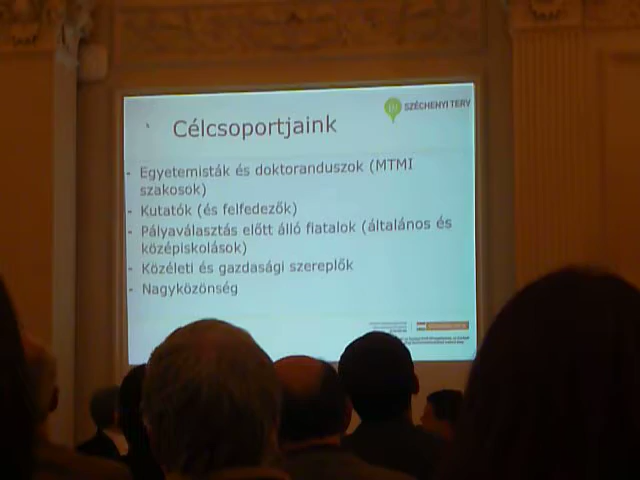 ÚJ SZÉCHENYI TERV
Célcsoportjaink
- Egyetemisták és doktoranduszok (MTMI
szakosok)
- Kutatók (és felfedezők)
- Pályaválasztás előtt álló fiatalok (általános és
középiskolások)
- Közéleti és gazdasági szereplők
- Nagyközönség